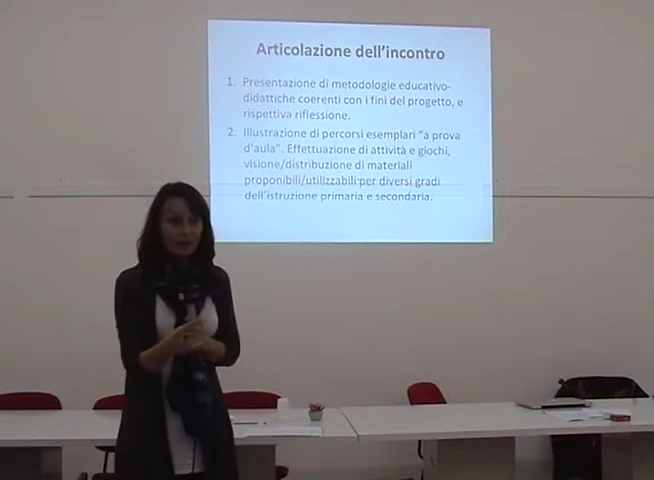 Articolazione dell'incontro
1. Presentazione di metodologie educativo-
didattiche coerenti con i fini del progetto, e
rispettiva riflessione.
2. Illustrazione di percorsi esemplari "a prova
d'aula". Effettuazione di attività e giochi,
visione/distribuzione di materiali
proponibili/utilizzabili per diversi gradi
dell'istruzione primaria e secondaria.